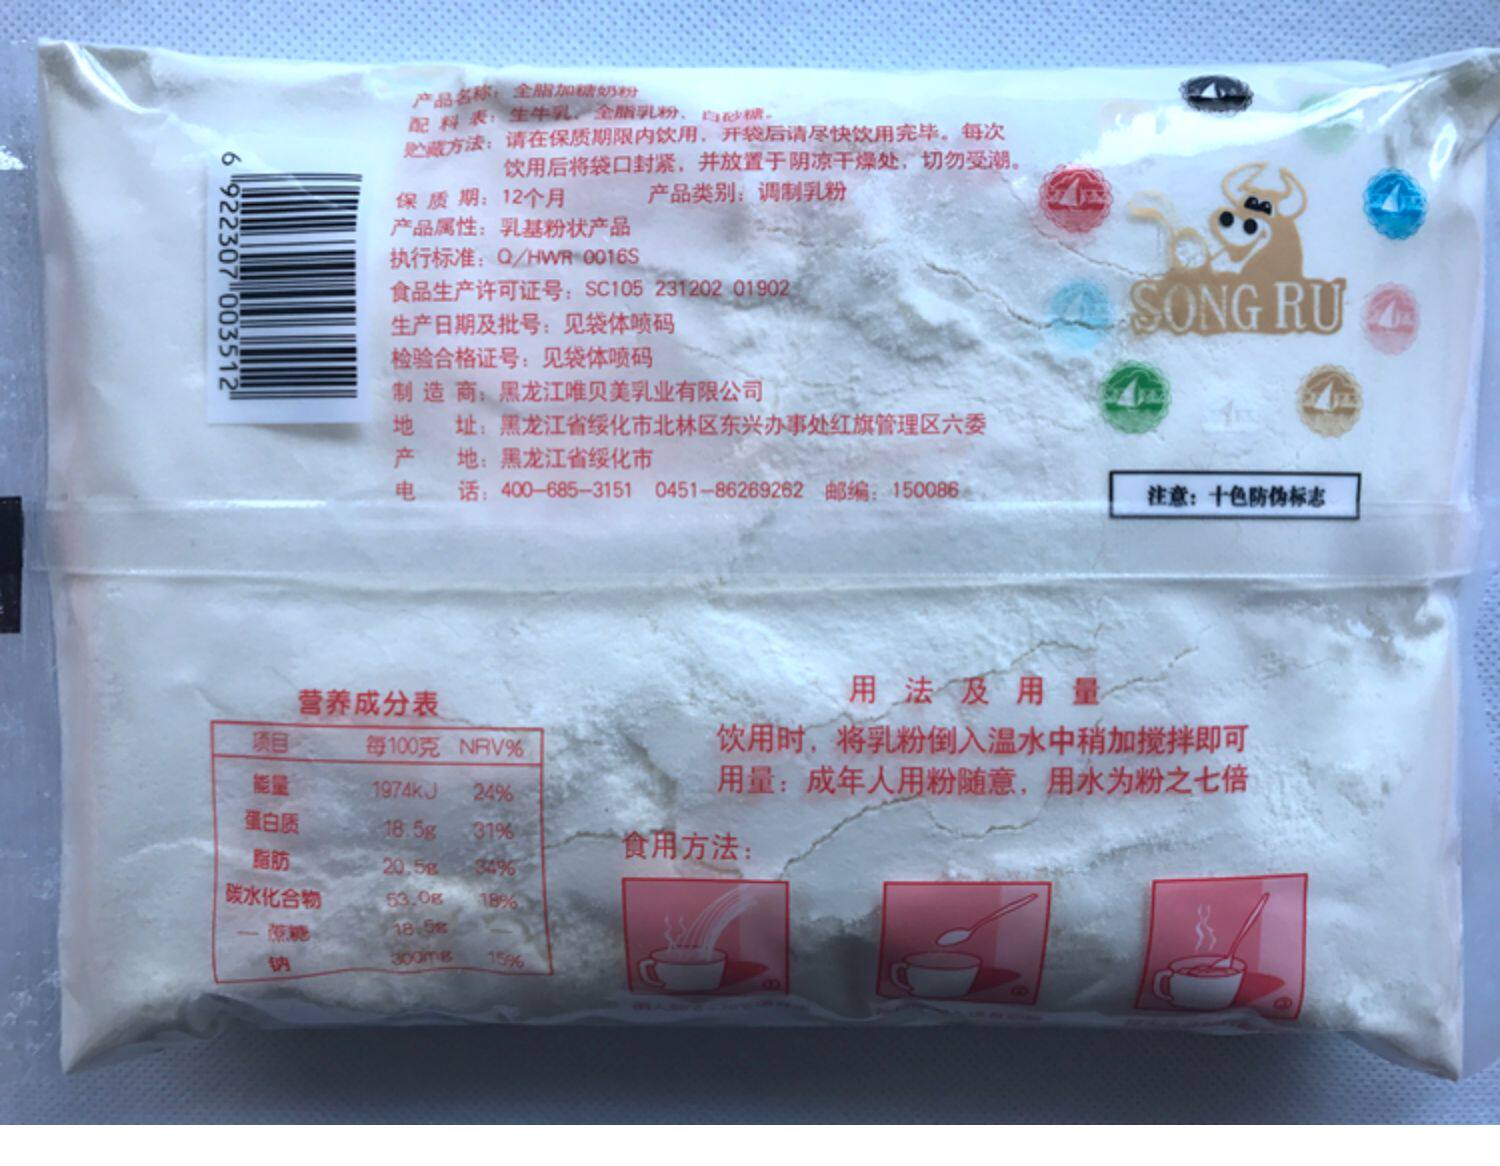 产品名称：全脂加糖奶粉
配 料 表：生牛乳、全脂乳粉、白砂糖。
贮藏方法：请在保质期限内饮用，开袋后请尽快饮用完毕。每次
饮用后将袋口封紧，并放置于阴凉干燥处，切勿受潮。
保 质 期：12个月 产品类别：调制乳粉
产品属性：乳基粉状产品
执行标准：Q/HWR 0016S
食品生产许可证号：SC105 231202 01902
生产日期及批号：见袋体喷码
检验合格证号：见袋体喷码
制 造 商：黑龙江唯贝美乳业有限公司
地 址：黑龙江省绥化市北林区东兴办事处红旗管理区六委
产 地：黑龙江省绥化市
电 话：400-685-3151 0451-86269262 邮编：150086
6 922307 003512
SONG RU
注意：十色防伪标志
营养成分表
项目 每100克 NRV%
能量 1974kJ 24%
蛋白质 18.5g 31%
脂肪 20.5g 34%
碳水化合物 53.0g 18%
— 蔗糖 18.5g —
钠 300mg 15%
用 法 及 用 量
饮用时，将乳粉倒入温水中稍加搅拌即可
用量：成年人用粉随意，用水为粉之七倍
食用方法：